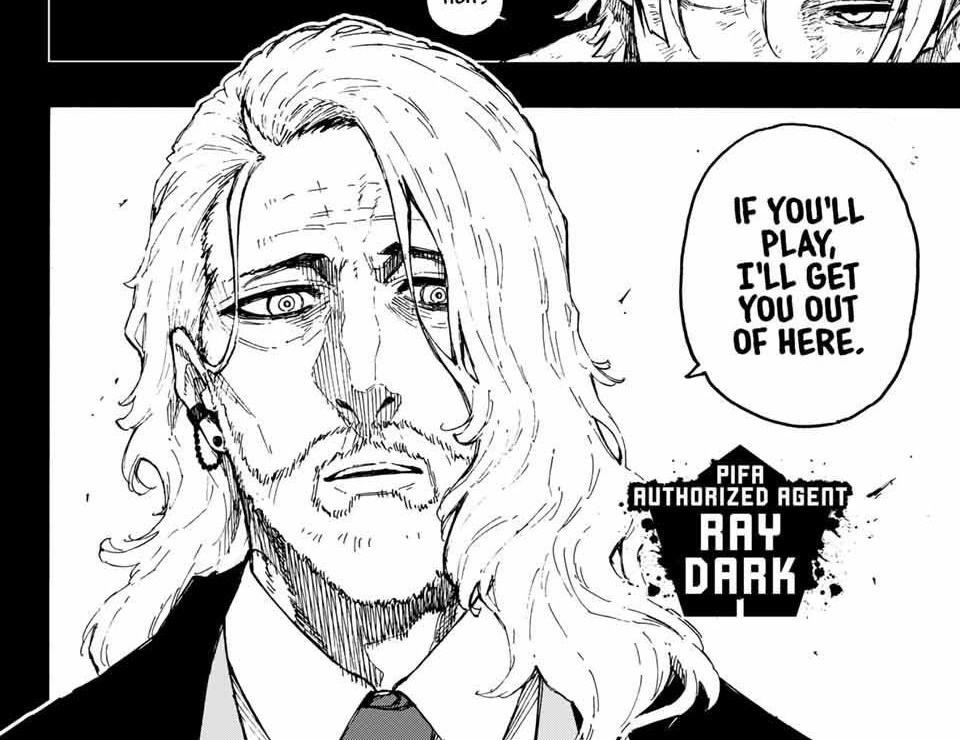 IF YOU'LL
PLAY,
I'LL GET
YOU OUT
OF HERE.
PIFA
AUTHORIZED AGENT
RAY
DARK